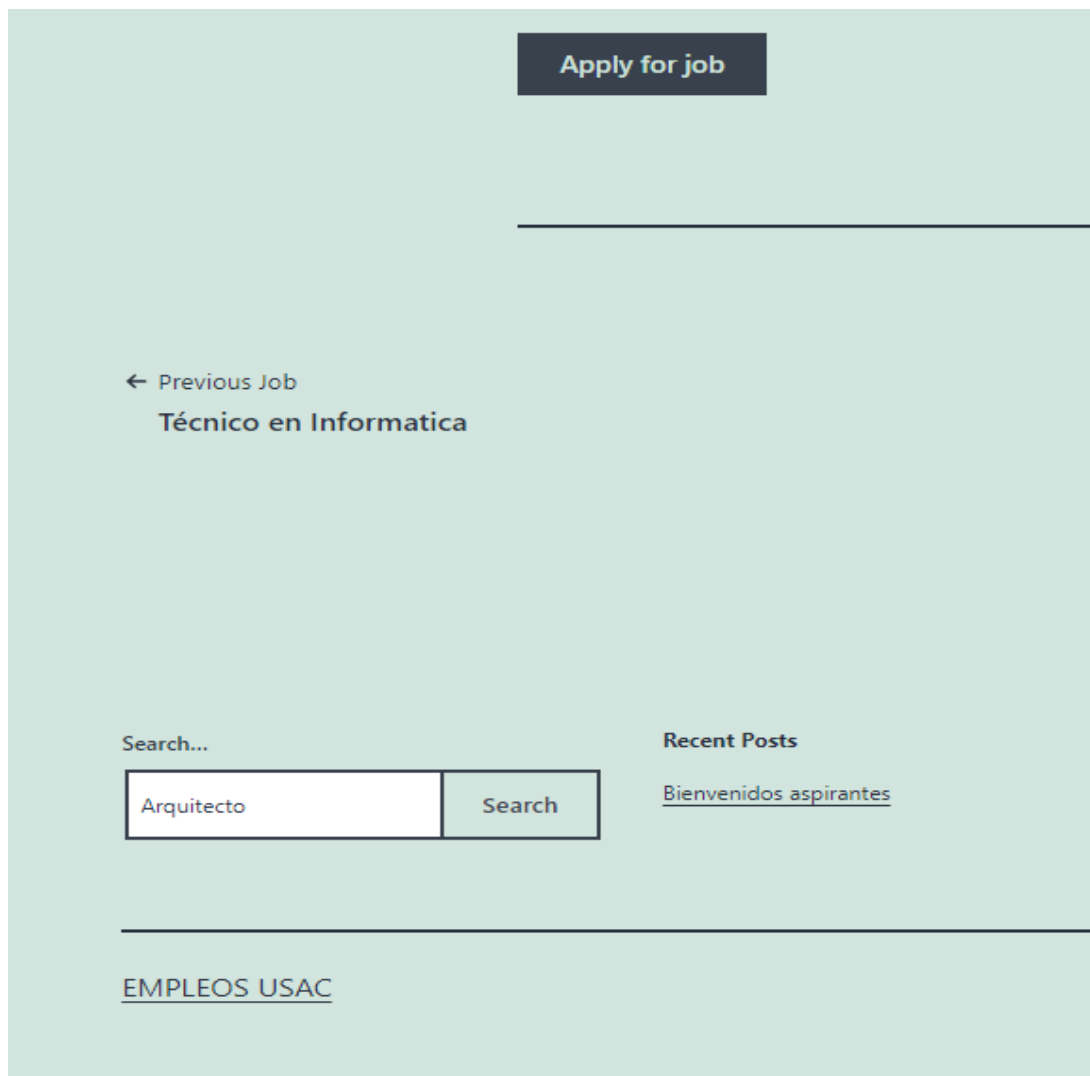 Apply for job
← Previous Job
Técnico en Informatica
Search...
Arquitecto
Search
Recent Posts
Bienvenidos aspirantes
EMPLEOS USAC